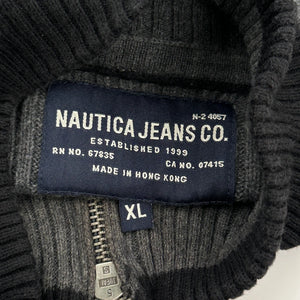 N-2 4057
NAUTICA JEANS CO.
ESTABLISHED 1999
RN NO. 67835 CA NO. 07415
MADE IN HONG KONG
XL